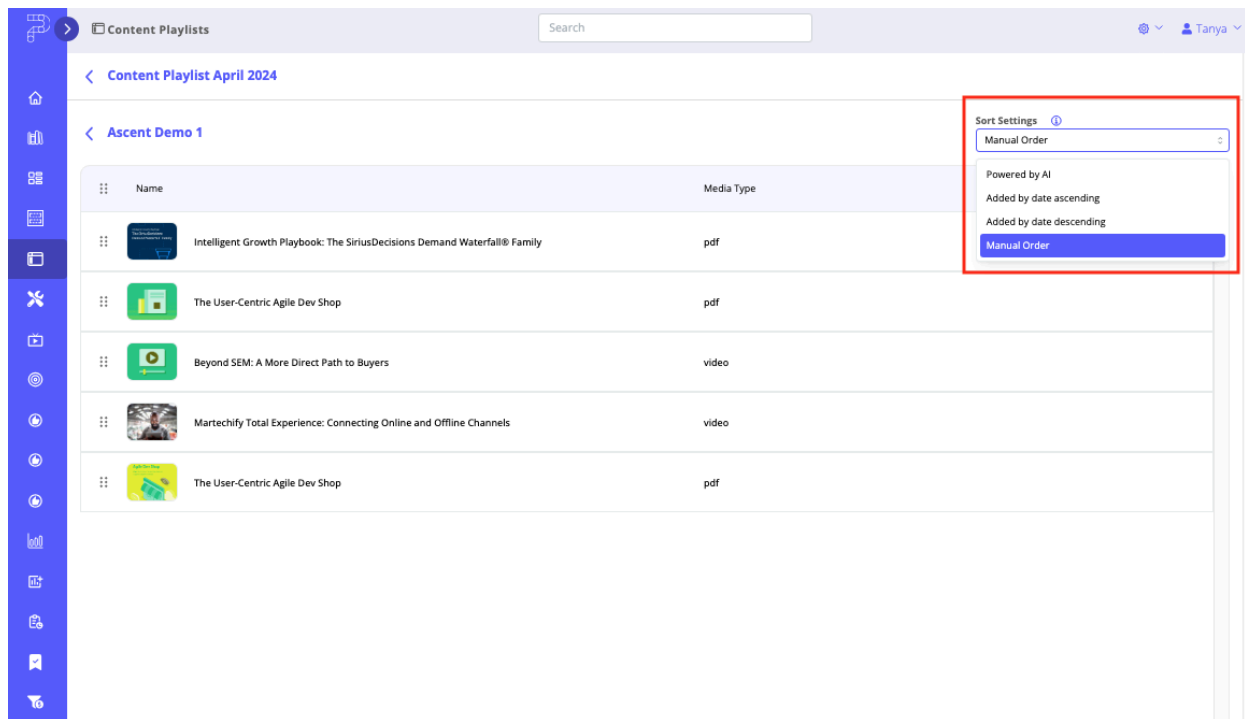 Content Playlists
Search
Tanya
Content Playlist April 2024
Ascent Demo 1
Sort Settings
Manual Order
Powered by AI
Added by date ascending
Added by date descending
Manual Order
Name
Media Type
Intelligent Growth Playbook: The SiriusDecisions Demand Waterfall® Family
pdf
The User-Centric Agile Dev Shop
pdf
Beyond SEM: A More Direct Path to Buyers
video
Martechify Total Experience: Connecting Online and Offline Channels
video
The User-Centric Agile Dev Shop
pdf